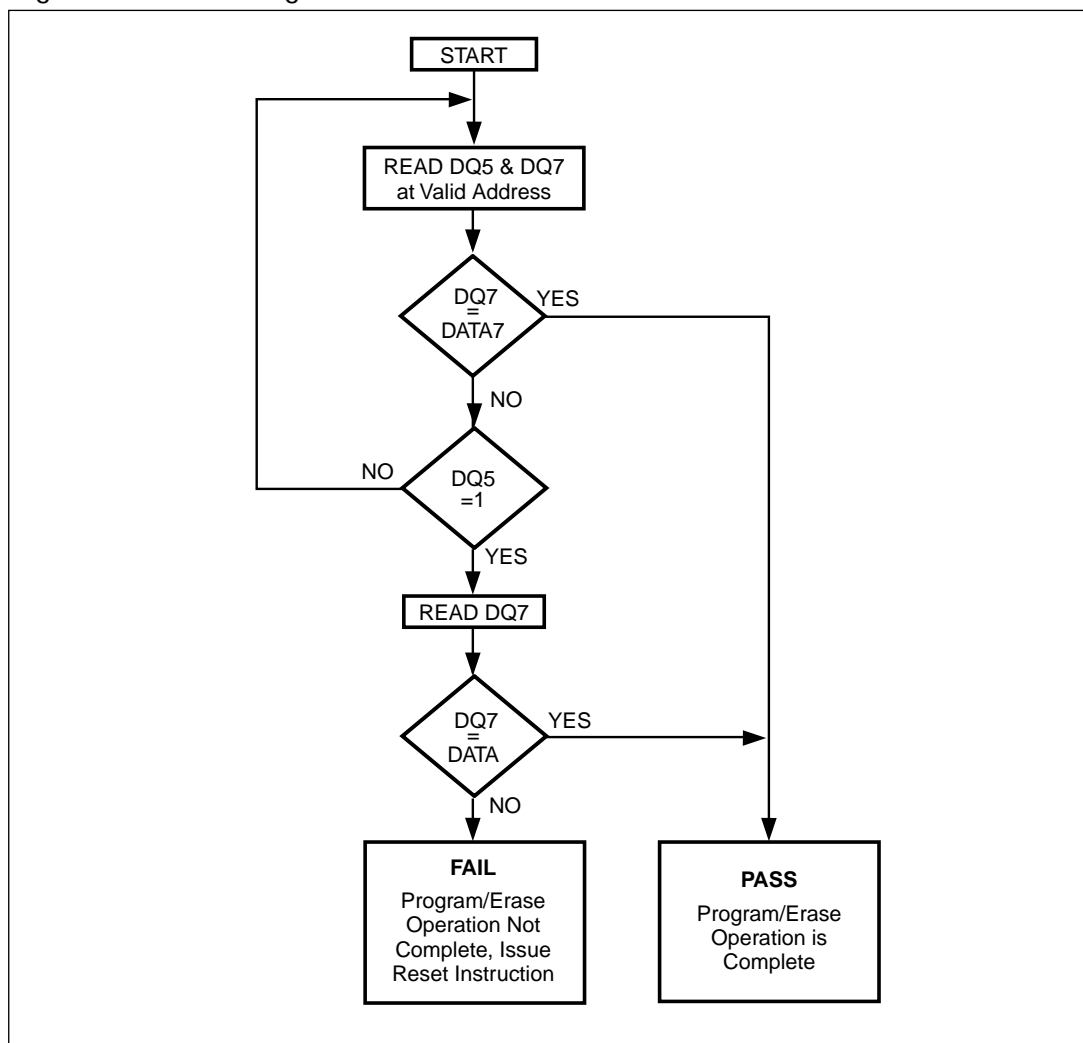 START
READ DQ5 & DQ7
at Valid Address
DQ7
=
DATA7
YES
NO
DQ5
=1
NO
YES
READ DQ7
DQ7
=
DATA
YES
NO
FAIL
Program/Erase
Operation Not
Complete, Issue
Reset Instruction
PASS
Program/Erase
Operation is
Complete